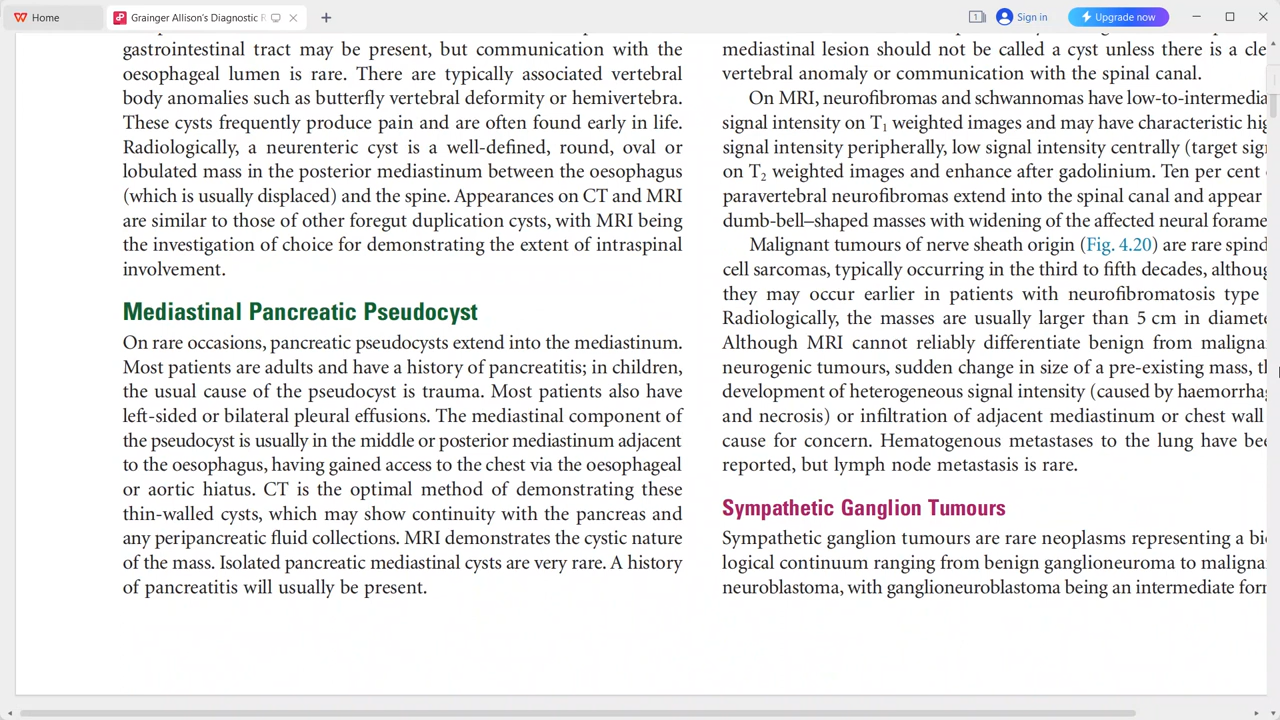 Home
Grainger Allison's Diagnostic
Sign in
Upgrade now
gastrointestinal tract may be present, but communication with the
oesophageal lumen is rare. There are typically associated vertebral
body anomalies such as butterfly vertebral deformity or hemivertebra.
These cysts frequently produce pain and are often found early in life.
Radiologically, a neurenteric cyst is a well-defined, round, oval or
lobulated mass in the posterior mediastinum between the oesophagus
(which is usually displaced) and the spine. Appearances on CT and MRI
are similar to those of other foregut duplication cysts, with MRI being
the investigation of choice for demonstrating the extent of intraspinal
involvement.
Mediastinal Pancreatic Pseudocyst
On rare occasions, pancreatic pseudocysts extend into the mediastinum.
Most patients are adults and have a history of pancreatitis; in children,
the usual cause of the pseudocyst is trauma. Most patients also have
left-sided or bilateral pleural effusions. The mediastinal component of
the pseudocyst is usually in the middle or posterior mediastinum adjacent
to the oesophagus, having gained access to the chest via the oesophageal
or aortic hiatus. CT is the optimal method of demonstrating these
thin-walled cysts, which may show continuity with the pancreas and
any peripancreatic fluid collections. MRI demonstrates the cystic nature
of the mass. Isolated pancreatic mediastinal cysts are very rare. A history
of pancreatitis will usually be present.
mediastinal lesion should not be called a cyst unless there is a cle
vertebral anomaly or communication with the spinal canal.
On MRI, neurofibromas and schwannomas have low-to-intermedia
signal intensity on T1 weighted images and may have characteristic hig
signal intensity peripherally, low signal intensity centrally (target sig
on T2 weighted images and enhance after gadolinium. Ten per cent
paravertebral neurofibromas extend into the spinal canal and appear
dumb-bell–shaped masses with widening of the affected neural forame
Malignant tumours of nerve sheath origin (Fig. 4.20) are rare spind
cell sarcomas, typically occurring in the third to fifth decades, althoug
they may occur earlier in patients with neurofibromatosis type
Radiologically, the masses are usually larger than 5 cm in diamete
Although MRI cannot reliably differentiate benign from maligna
neurogenic tumours, sudden change in size of a pre-existing mass, th
development of heterogeneous signal intensity (caused by haemorrhag
and necrosis) or infiltration of adjacent mediastinum or chest wall
cause for concern. Hematogenous metastases to the lung have bee
reported, but lymph node metastasis is rare.
Sympathetic Ganglion Tumours
Sympathetic ganglion tumours are rare neoplasms representing a bio
logical continuum ranging from benign ganglioneuroma to maligna
neuroblastoma, with ganglioneuroblastoma being an intermediate form